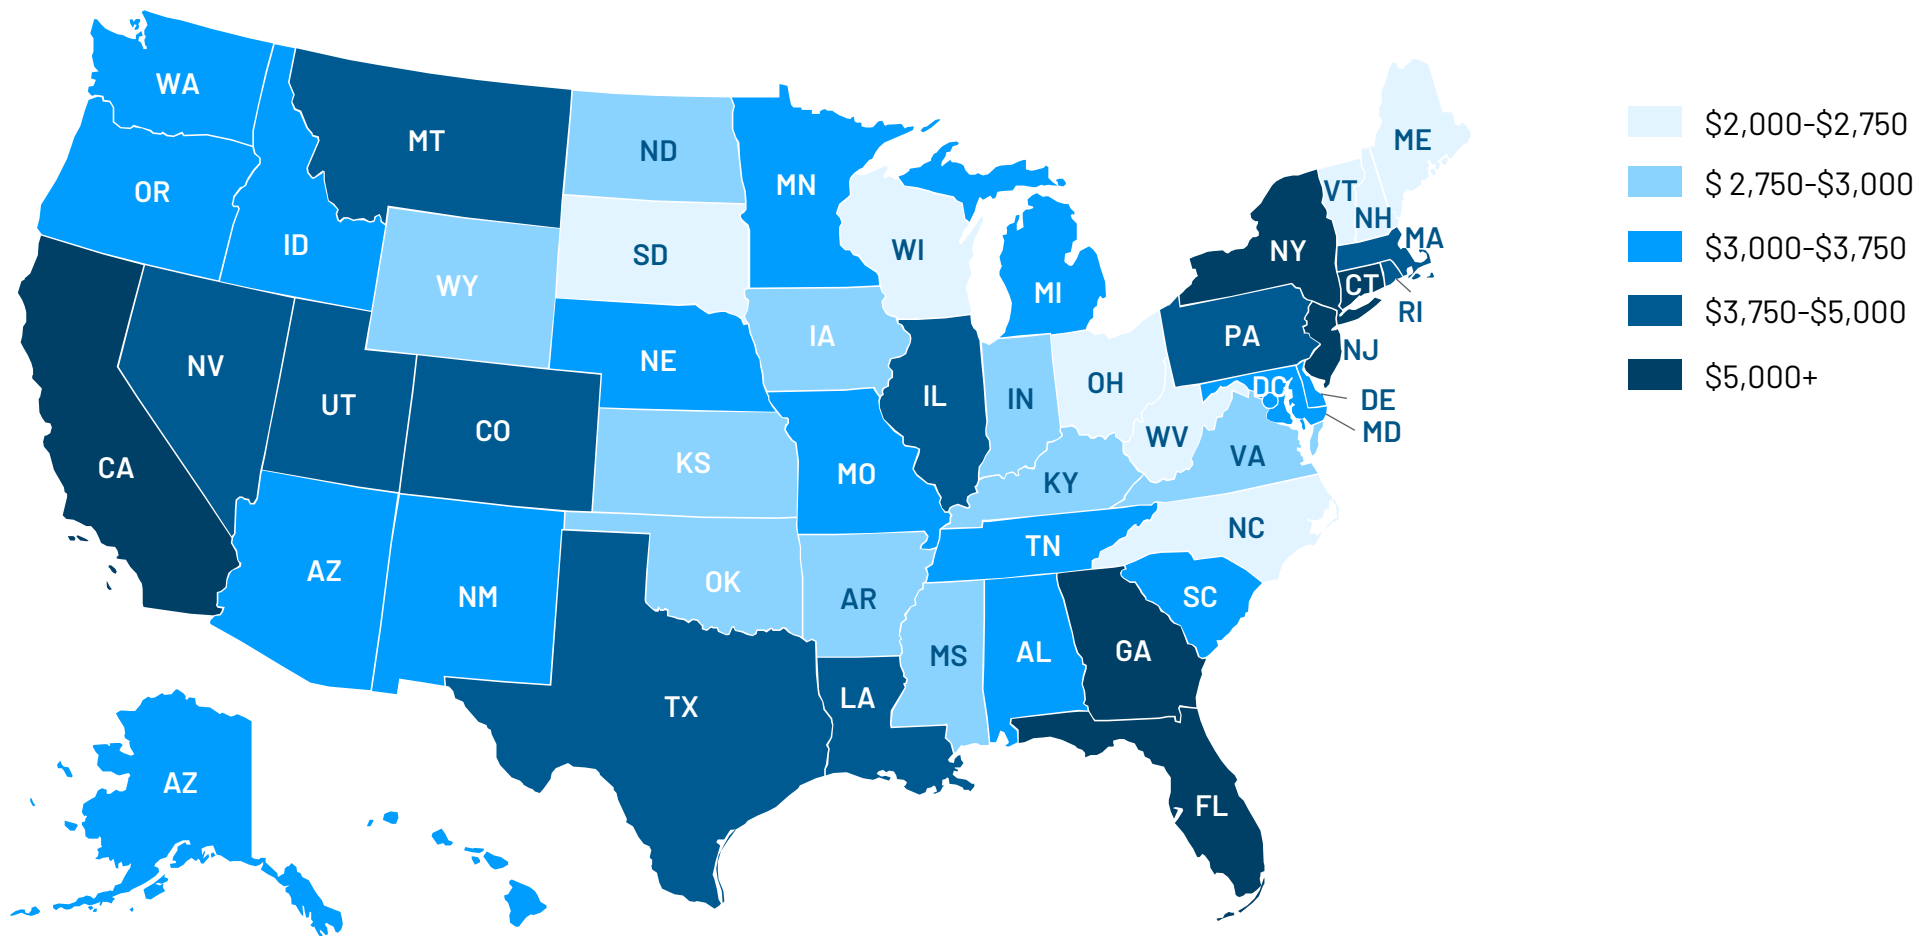 WA
MT
ND
MN
OR
ID
WY
SD
WI
MI
ME
VT
NH
MA
NY
CT
RI
PA
NJ
DC
DE
MD
NV
UT
CO
NE
IA
IL
IN
OH
WV
VA
CA
KS
MO
KY
NC
AZ
NM
OK
AR
TN
SC
TX
LA
MS
AL
GA
FL
AZ
$2,000-$2,750
$ 2,750-$3,000
$3,000-$3,750
$3,750-$5,000
$5,000+